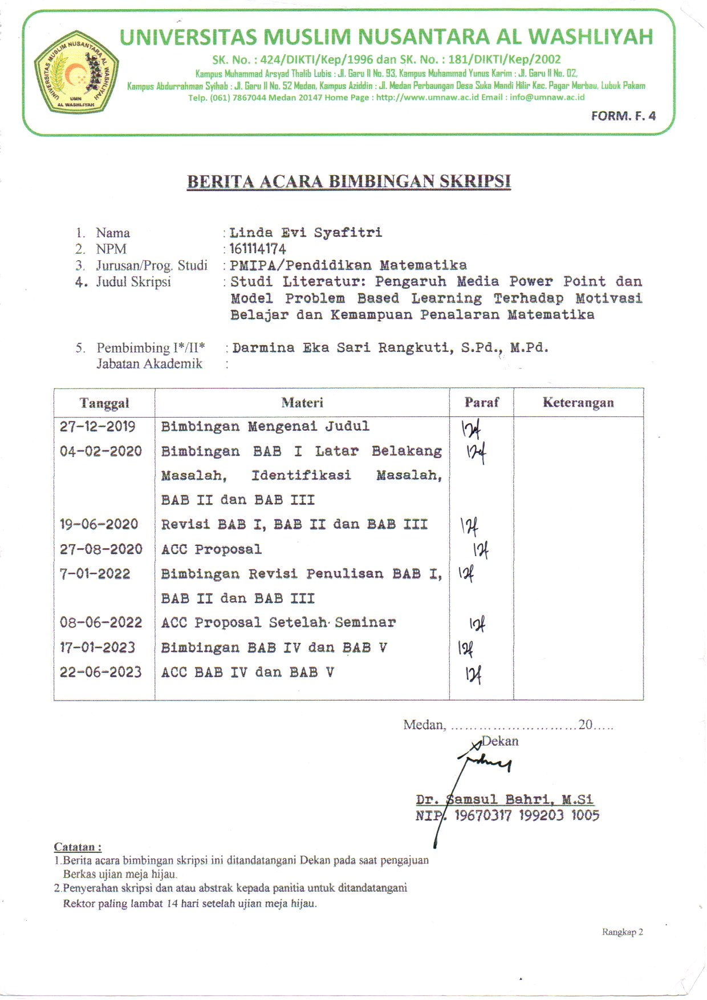 UNIVERSITAS MUSLIM NUSANTARA AL WASHLIYAH
SK. No. : 424/DIKTI/Kep/1996 dan SK. No. : 181/DIKTI/Kep/2002
Kampus Muhammad Arsyad Thalib Lubis : Jl. Garu II No. 93, Kampus Muhammad Yunus Karim : Jl. Garu II No. 02,
Kampus Abdurrahman Syihab : Jl. Garu II No. 52 Medan, Kampus Aziddin : Jl. Medan Perbaungan Desa Suka Mandi Hilir Kec. Pagar Merbau, Lubuk Pakam
Telp. (061) 7867044 Medan 20147 Home Page : http://www.umnaw.ac.id Email : info@umnaw.ac.id
UNIVERSITAS MUSLIM NUSANTARA AL WASHLIYAH
UMN
AL WASHLIYAH
FORM. F. 4
BERITA ACARA BIMBINGAN SKRIPSI
1. Nama : Linda Evi Syafitri
2. NPM : 161114174
3. Jurusan/Prog. Studi : PMIPA/Pendidikan Matematika
4. Judul Skripsi : Studi Literatur: Pengaruh Media Power Point dan
Model Problem Based Learning Terhadap Motivasi
Belajar dan Kemampuan Penalaran Matematika
5. Pembimbing I*/II* : Darmina Eka Sari Rangkuti, S.Pd., M.Pd.
Jabatan Akademik :
Tanggal Materi Paraf Keterangan
27-12-2019 Bimbingan Mengenai Judul
04-02-2020 Bimbingan BAB I Latar Belakang
Masalah, Identifikasi Masalah,
BAB II dan BAB III
19-06-2020 Revisi BAB I, BAB II dan BAB III
27-08-2020 ACC Proposal
7-01-2022 Bimbingan Revisi Penulisan BAB I,
BAB II dan BAB III
08-06-2022 ACC Proposal Setelah Seminar
17-01-2023 Bimbingan BAB IV dan BAB V
22-06-2023 ACC BAB IV dan BAB V
Medan, ...........................20.....
Dekan
Dr. Samsul Bahri, M.Si
NIP. 19670317 199203 1005
Catatan :
1.Berita acara bimbingan skripsi ini ditandatangani Dekan pada saat pengajuan
Berkas ujian meja hijau.
2.Penyerahan skripsi dan atau abstrak kepada panitia untuk ditandatangani
Rektor paling lambat 14 hari setelah ujian meja hijau.
Rangkap 2